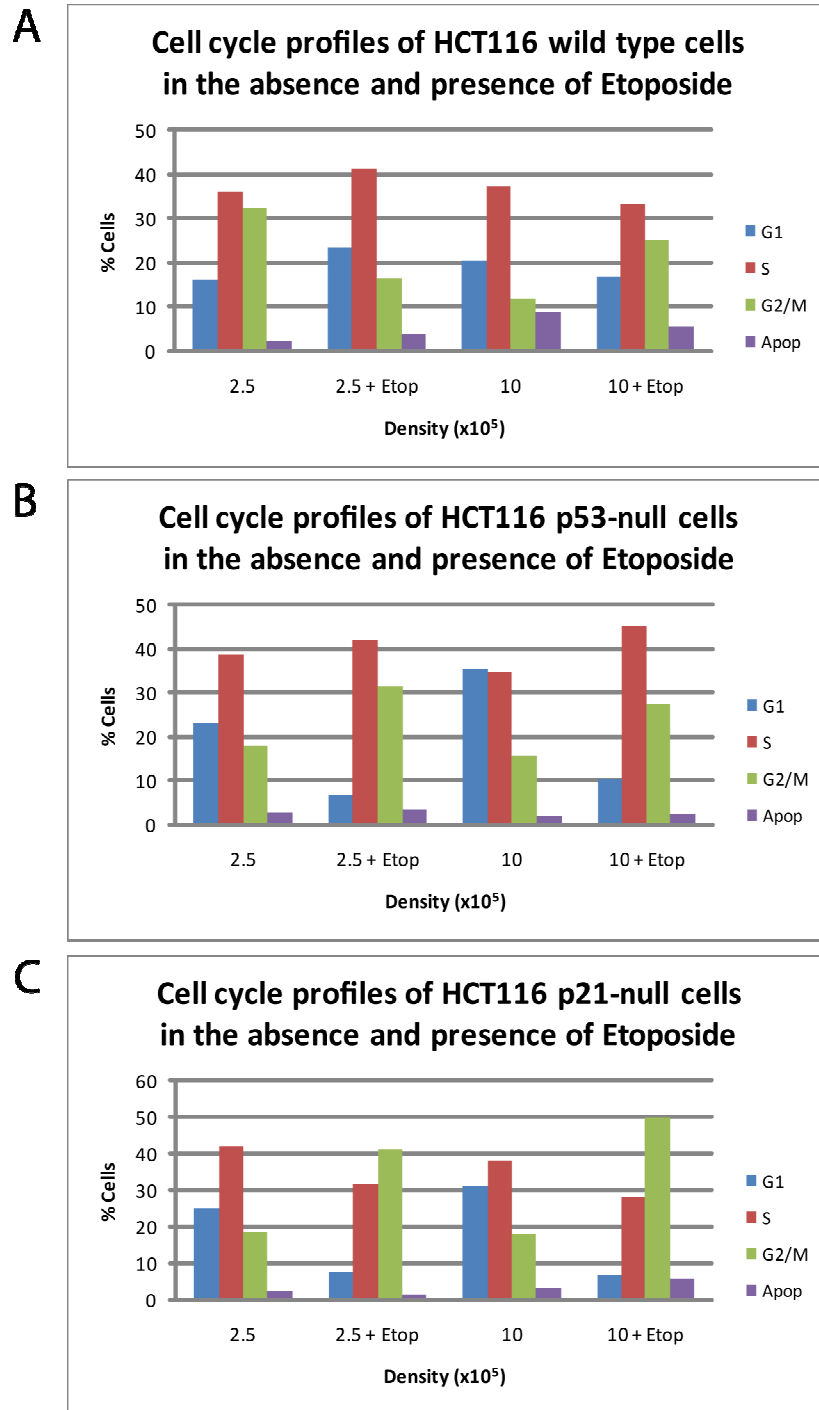 A
Cell cycle profiles of HCT116 wild type cells
in the absence and presence of Etoposide
50
40
30
20
10
0
% Cells
2.5
2.5 + Etop
10
10 + Etop
Density (x10⁵)
G1
S
G2/M
Apop
B
Cell cycle profiles of HCT116 p53-null cells
in the absence and presence of Etoposide
50
40
30
20
10
0
% Cells
2.5
2.5 + Etop
10
10 + Etop
Density (x10⁵)
G1
S
G2/M
Apop
C
Cell cycle profiles of HCT116 p21-null cells
in the absence and presence of Etoposide
60
50
40
30
20
10
0
% Cells
2.5
2.5 + Etop
10
10 + Etop
Density (x10⁵)
G1
S
G2/M
Apop